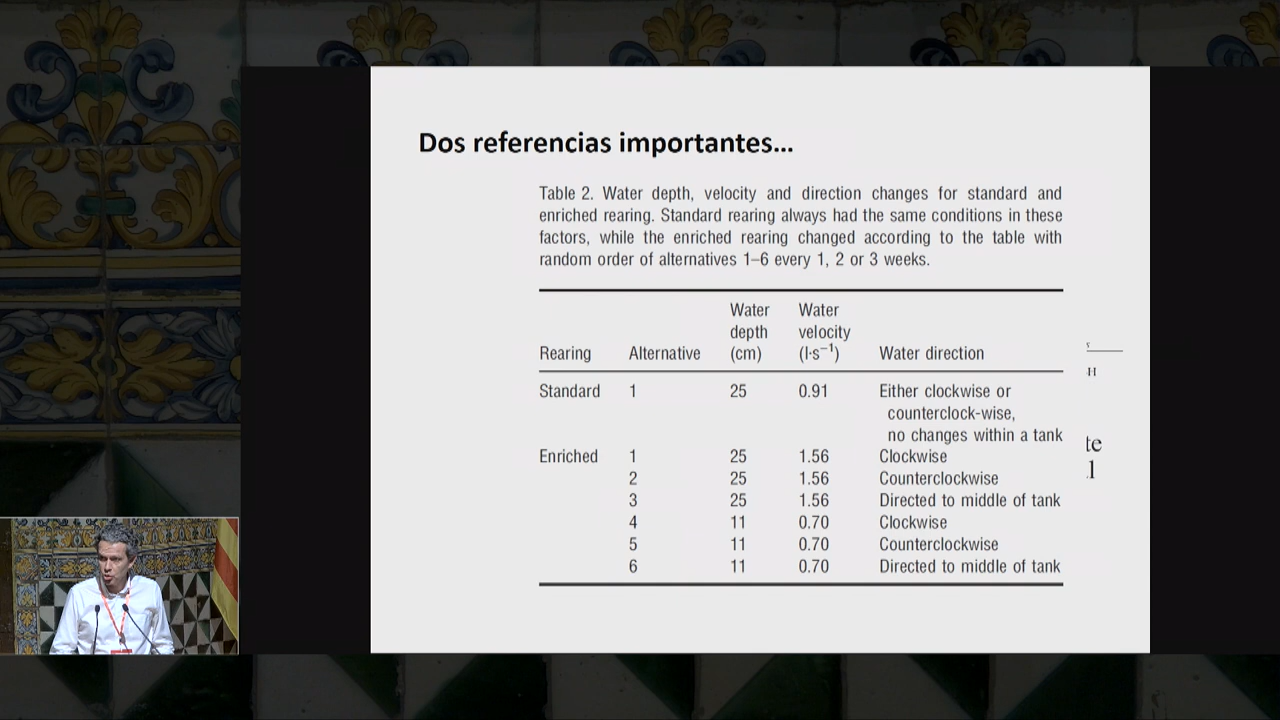 Dos referencias importantes...
Table 2. Water depth, velocity and direction changes for standard and
enriched rearing. Standard rearing always had the same conditions in these
factors, while the enriched rearing changed according to the table with
random order of alternatives 1–6 every 1, 2 or 3 weeks.
Rearing Alternative Water depth (cm) Water velocity (l·s⁻¹) Water direction
Standard 1 25 0.91 Either clockwise or
counterclock-wise,
no changes within a tank
Enriched 1 25 1.56 Clockwise
2 25 1.56 Counterclockwise
3 25 1.56 Directed to middle of tank
4 11 0.70 Clockwise
5 11 0.70 Counterclockwise
6 11 0.70 Directed to middle of tank